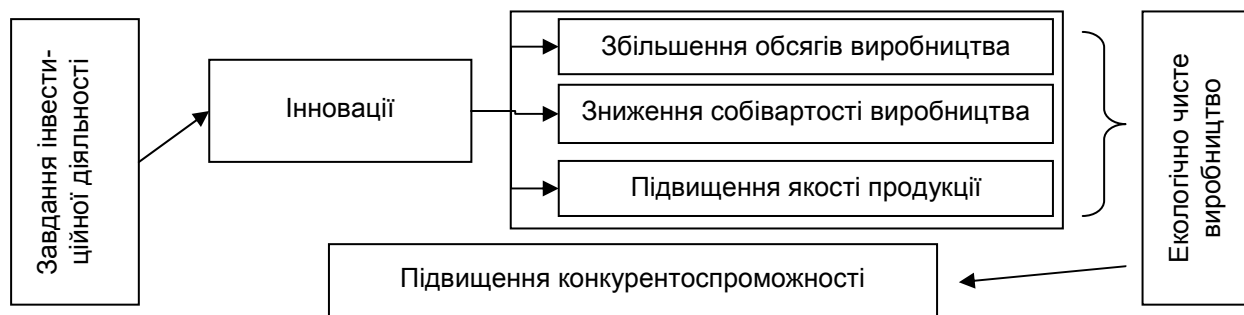 Завдання інвести-
ційної діяльності
Інновації
Збільшення обсягів виробництва
Зниження собівартості виробництва
Підвищення якості продукції
Екологічно чисте
виробництво
Підвищення конкурентоспроможності